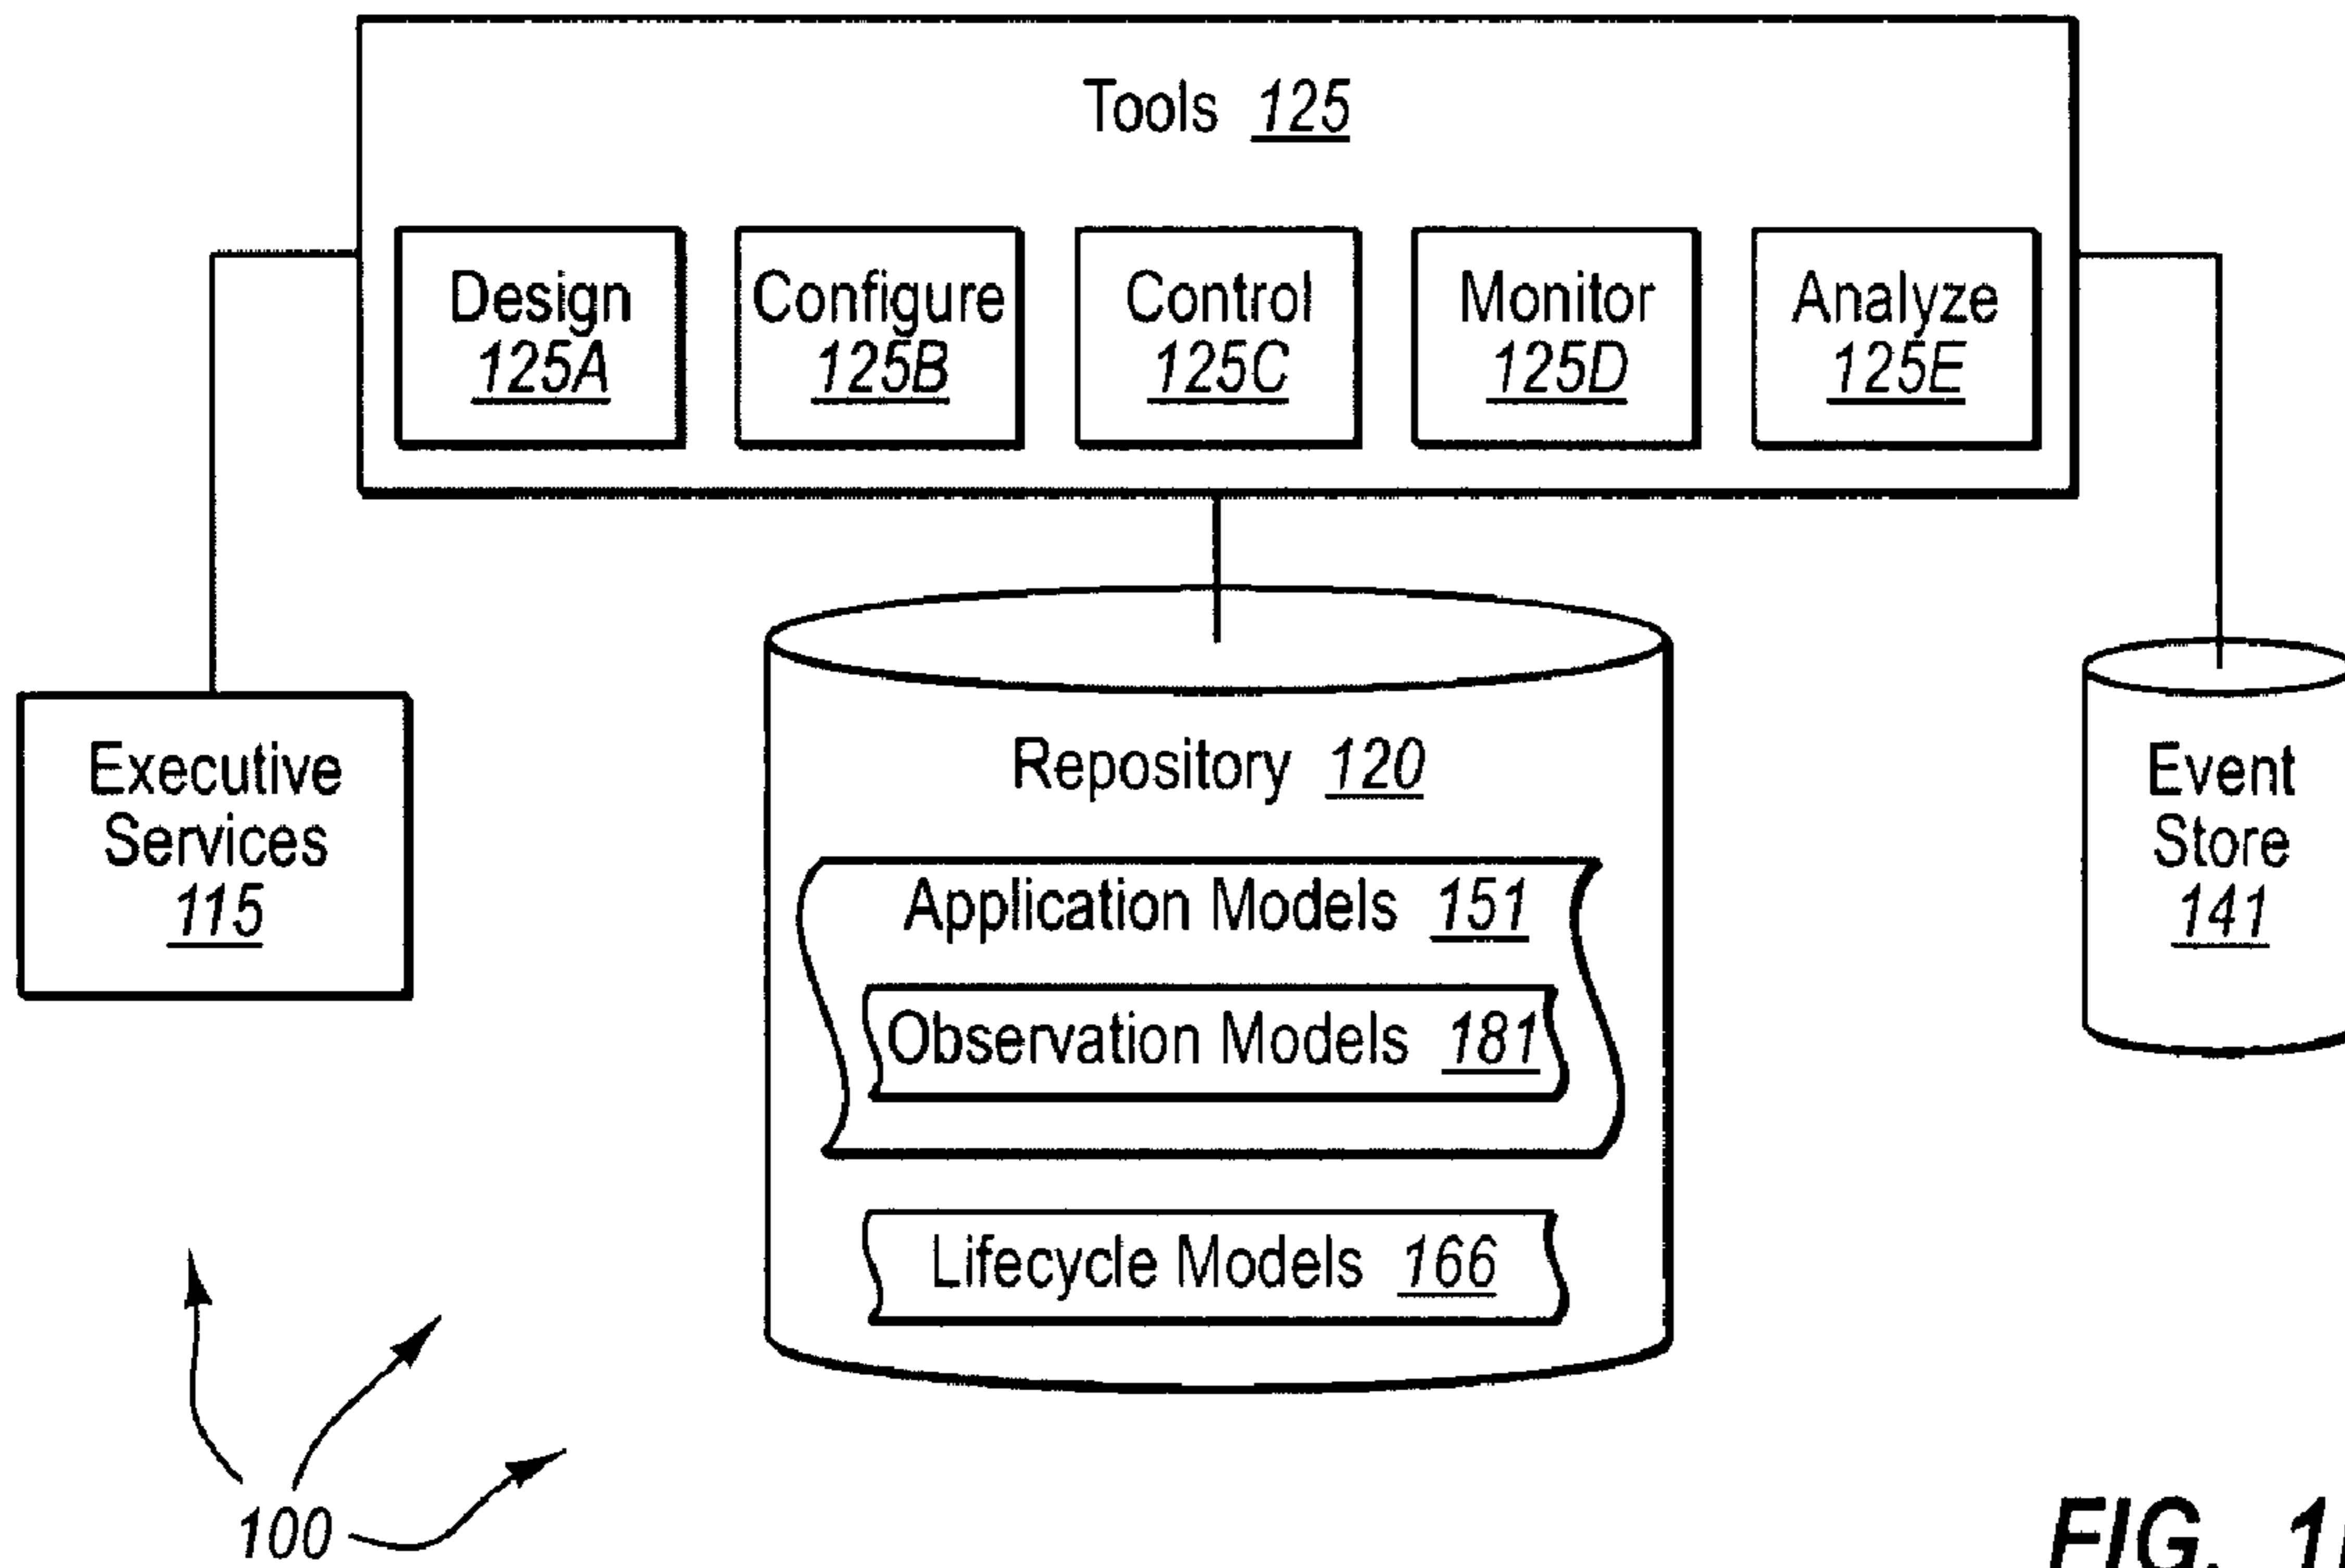 Tools 125
Design
125A
Configure
125B
Control
125C
Monitor
125D
Analyze
125E
Executive
Services
115
Repository 120
Application Models 151
Observation Models 181
Lifecycle Models 166
Event
Store
141
100
FIG.